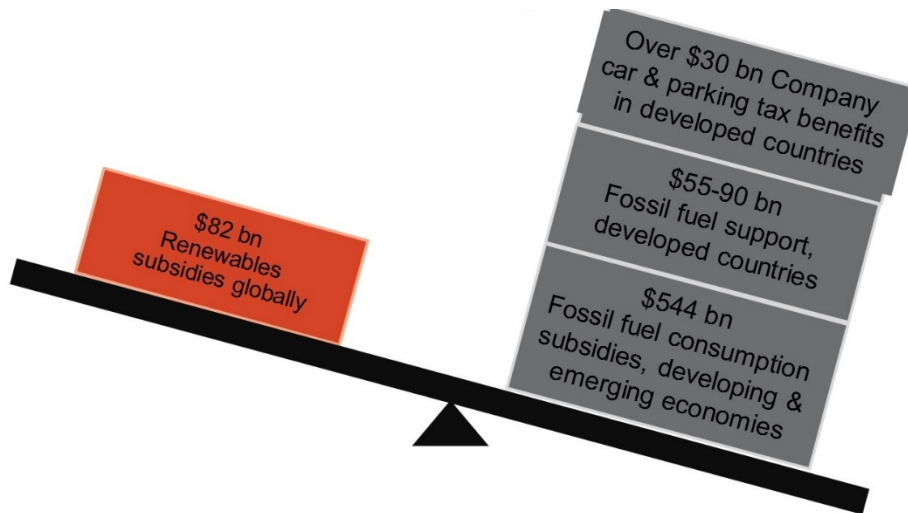 $82 bn
Renewables
subsidies globally
Over $30 bn Company
car & parking tax benefits
in developed countries
$55-90 bn
Fossil fuel support,
developed countries
$544 bn
Fossil fuel consumption
subsidies, developing &
emerging economies